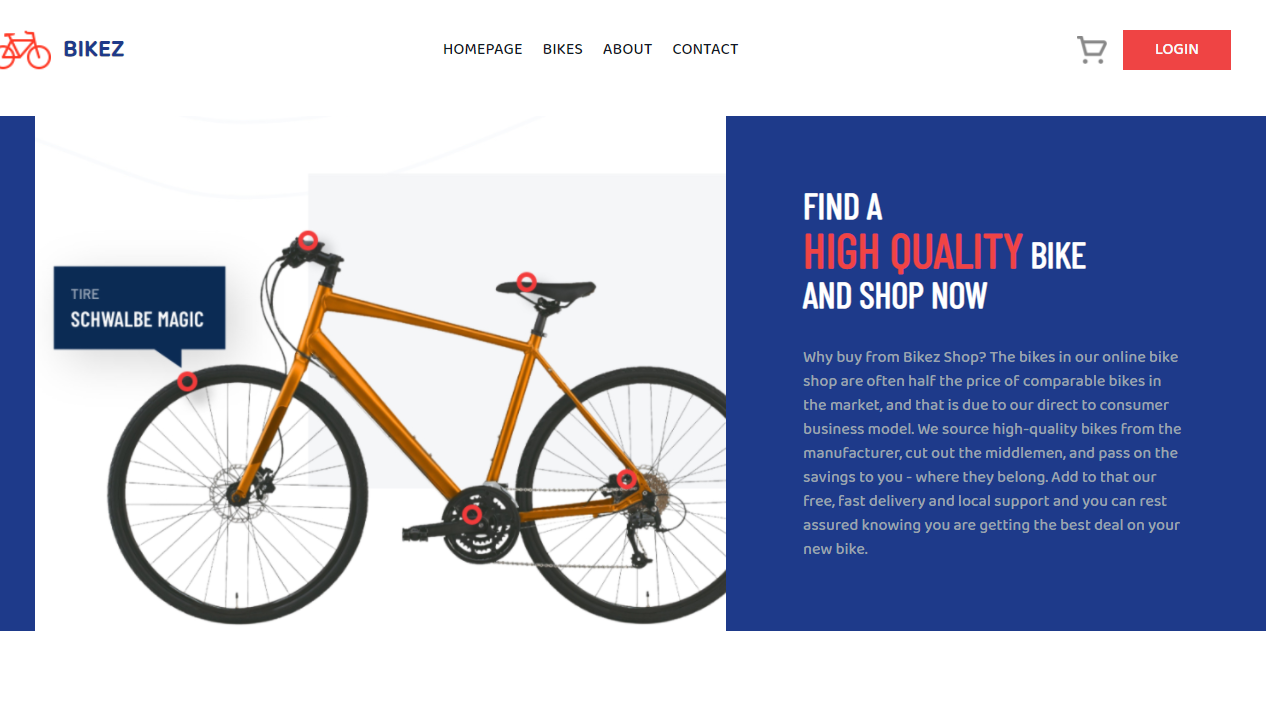 BIKEZ
HOMEPAGE BIKES ABOUT CONTACT
LOGIN
TIRE
SCHWALBE MAGIC
FIND A
HIGH QUALITY BIKE
AND SHOP NOW
Why buy from Bikez Shop? The bikes in our online bike
shop are often half the price of comparable bikes in
the market, and that is due to our direct to consumer
business model. We source high-quality bikes from the
manufacturer, cut out the middlemen, and pass on the
savings to you - where they belong. Add to that our
free, fast delivery and local support and you can rest
assured knowing you are getting the best deal on your
new bike.